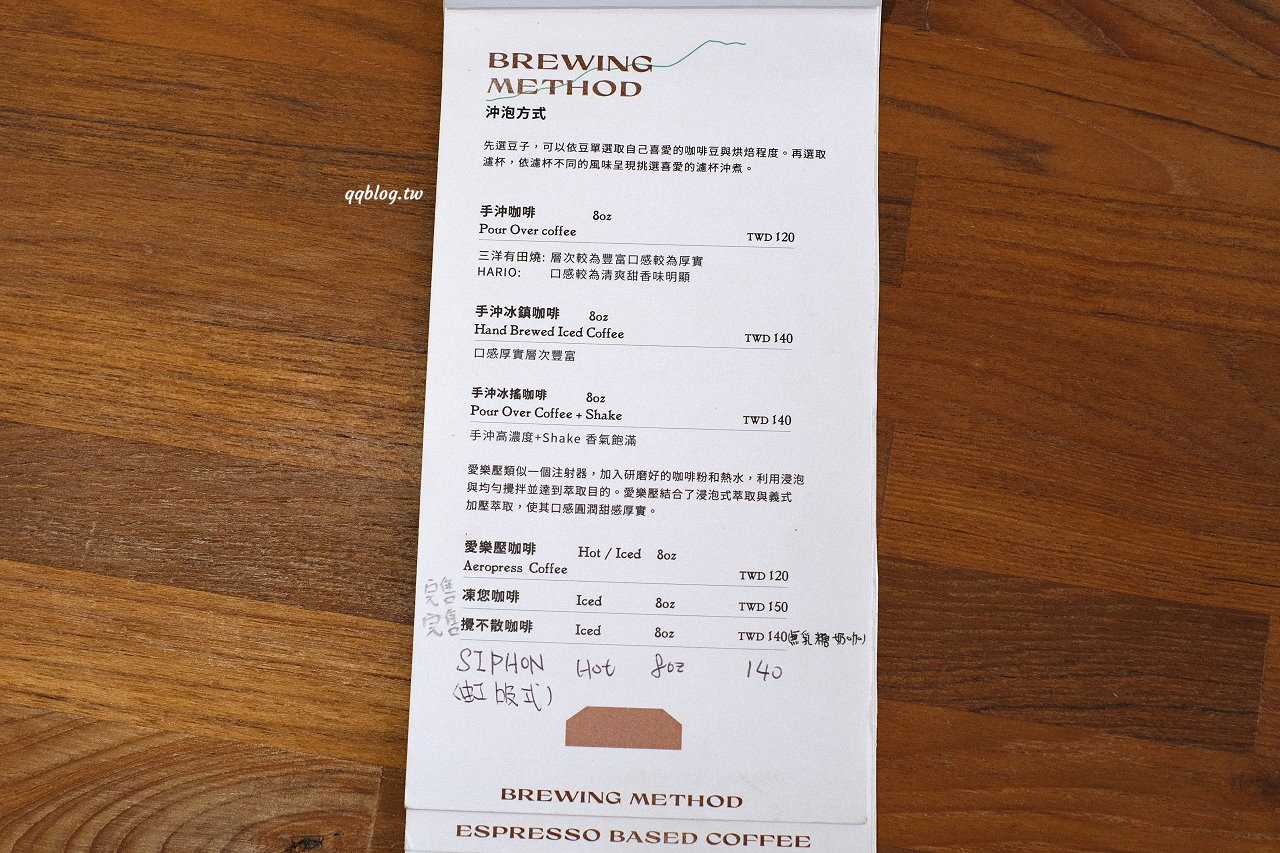 BREWING
METHOD
沖泡方式
先選豆子，可以依豆單選取自己喜愛的咖啡豆與烘焙程度。再選取
濾杯，依濾杯不同的風味呈現挑選喜愛的濾杯沖煮。
qqblog.tw
手沖咖啡 8oz
Pour Over coffee TWD 120
三洋有田燒: 層次較為豐富口感較為厚實
HARIO: 口感較為清爽甜香味明顯
手沖冰鎮咖啡 8oz
Hand Brewed Iced Coffee TWD 140
口感厚實層次豐富
手沖冰搖咖啡 8oz
Pour Over Coffee + Shake TWD 140
手沖高濃度+Shake 香氣飽滿
愛樂壓類似一個注射器，加入研磨好的咖啡粉和熱水，利用浸泡
與均勻攪拌並達到萃取目的。愛樂壓結合了浸泡式萃取與義式
加壓萃取，使其口感圓潤甜感厚實。
愛樂壓咖啡 Hot / Iced 8oz
Aeropress Coffee TWD 120
完售 凍您咖啡 Iced 8oz TWD 150
完售 攪不散咖啡 Iced 8oz TWD 140 乳糖奶咖)
SIPHON Hot 8oz 140
BREWING METHOD
ESPRESSO BASED COFFEE